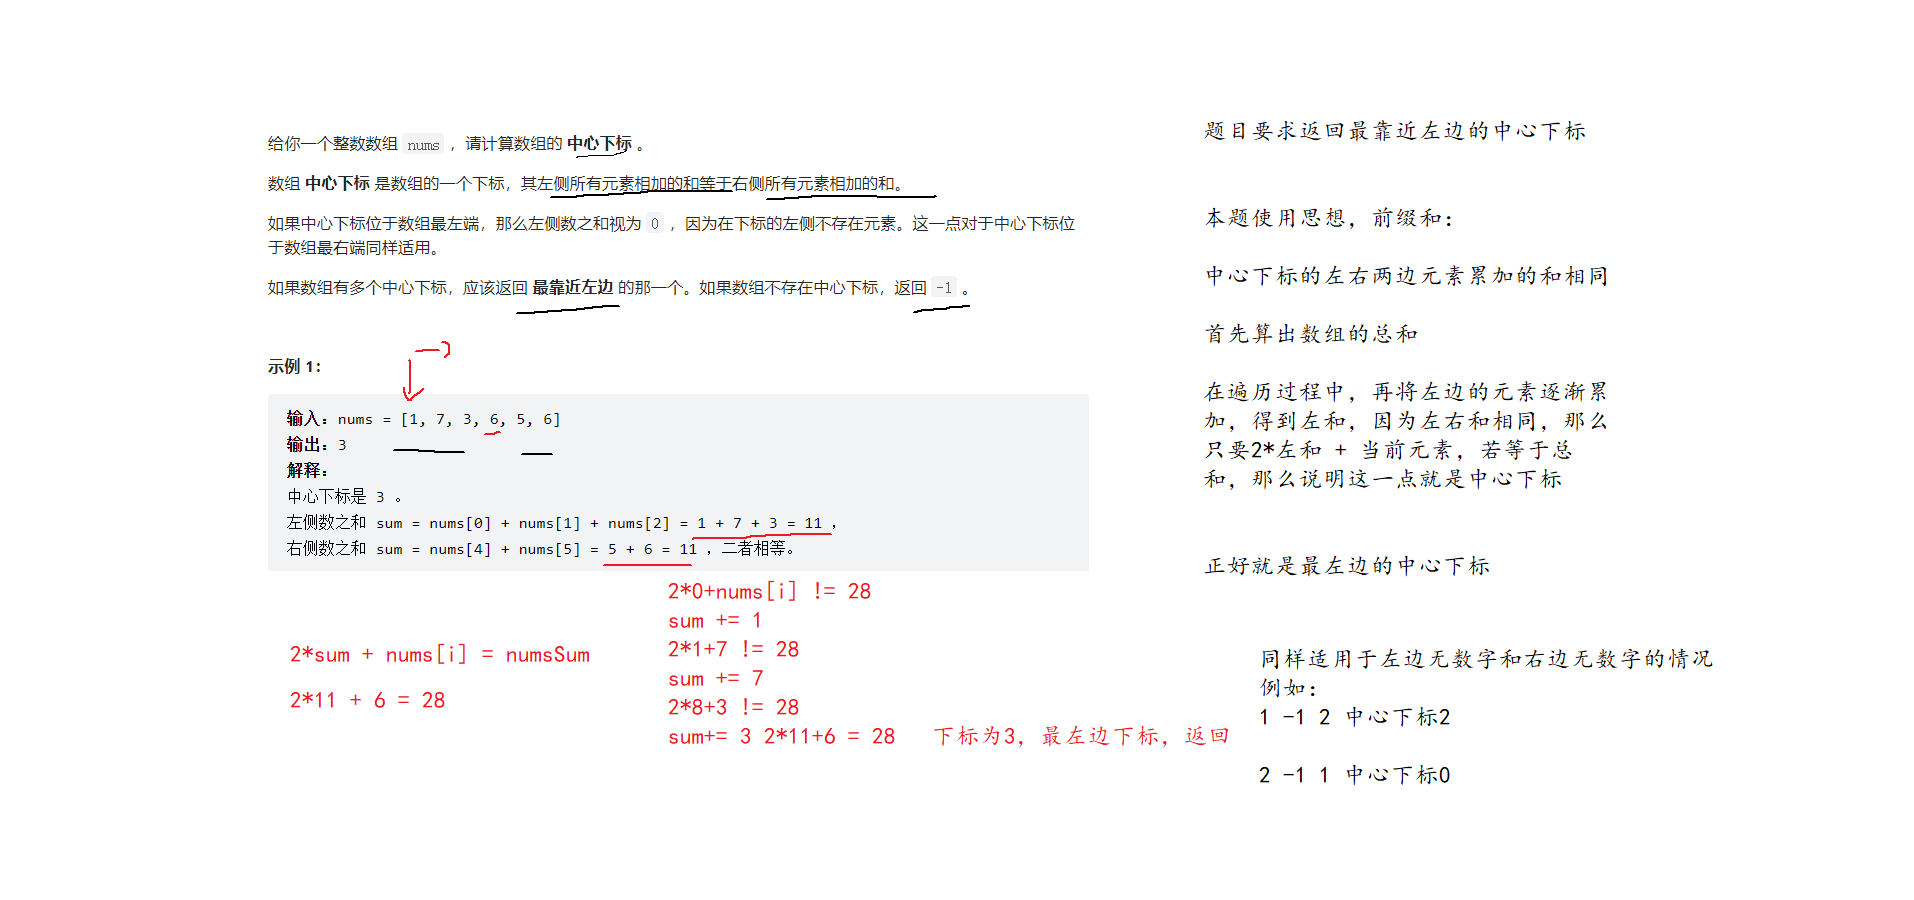 给你一个整数数组 nums ，请计算数组的 中心下标 。
数组 中心下标 是数组的一个下标，其左侧所有元素相加的和等于右侧所有元素相加的和。
如果中心下标位于数组最左端，那么左侧数之和视为 0 ，因为在下标的左侧不存在元素。这一点对于中心下标位
于数组最右端同样适用。
如果数组有多个中心下标，应该返回 最靠近左边 的那一个。如果数组不存在中心下标，返回 -1 。
示例 1：
输入：nums = [1, 7, 3, 6, 5, 6]
输出：3
解释：
中心下标是 3 。
左侧数之和 sum = nums[0] + nums[1] + nums[2] = 1 + 7 + 3 = 11 ，
右侧数之和 sum = nums[4] + nums[5] = 5 + 6 = 11 ，二者相等。
2*sum + nums[i] = numsSum
2*11 + 6 = 28
2*0+nums[i] != 28
sum += 1
2*1+7 != 28
sum += 7
2*8+3 != 28
sum+= 3 2*11+6 = 28 下标为3，最左边下标，返回
题目要求返回最靠近左边的中心下标
本题使用思想，前缀和：
中心下标的左右两边元素累加的和相同
首先算出数组的总和
在遍历过程中，再将左边的元素逐渐累
加，得到左和，因为左右和相同，那么
只要2*左和 + 当前元素，若等于总
和，那么说明这一点就是中心下标
正好就是最左边的中心下标
同样适用于左边无数字和右边无数字的情况
例如：
1 -1 2 中心下标2
2 -1 1 中心下标0